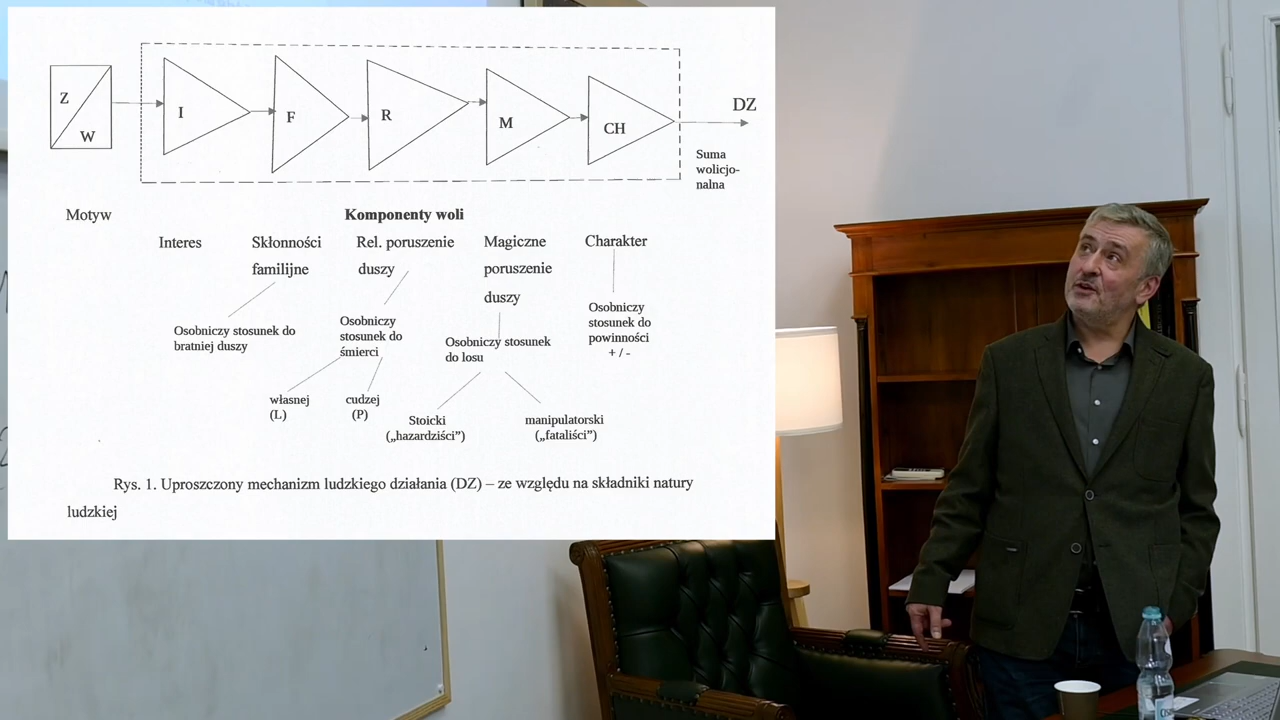 Z
W
I
F
R
M
CH
DZ
Suma
wolicjo-
nalna
Motyw
Komponenty woli
Interes
Skłonności
familijne
Rel. poruszenie
duszy
Magiczne
poruszenie
duszy
Charakter
Osobniczy stosunek do
bratniej duszy
Osobniczy
stosunek do
śmierci
Osobniczy stosunek
do losu
Osobniczy
stosunek do
powinności
+ / -
własnej
(L)
cudzej
(P)
Stoicki
(„hazardziści”)
manipulatorski
(„fataliści”)
Rys. 1. Uproszczony mechanizm ludzkiego działania (DZ) – ze względu na składniki natury
ludzkiej